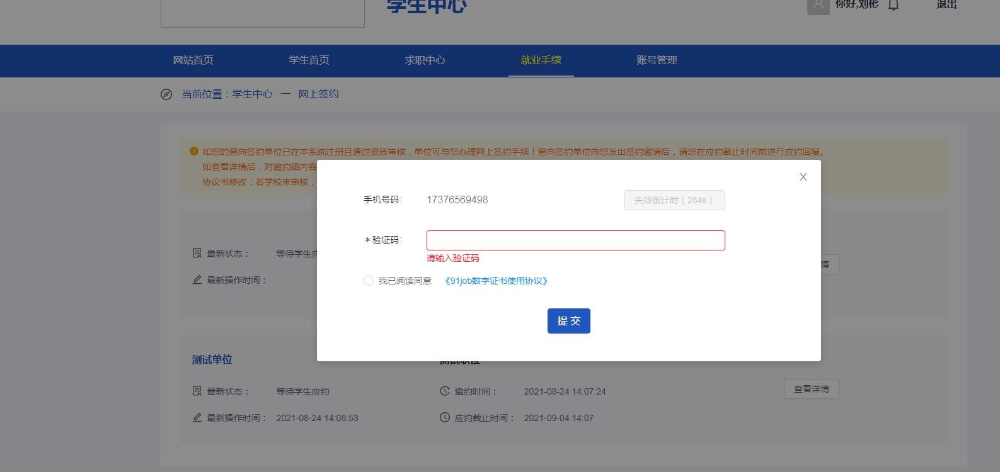 学生中心
你好,刘彬
退出
网站首页
学生首页
求职中心
就业手续
账号管理
当前位置：学生中心 — 网上签约
如您的意向签约单位已在本系统注册且通过资质审核，单位可与您办理网上签约手续！意向签约单位向您发出签约邀请后，请您在应约截止时间前进行应约回复。
如查看详情后，对邀约函内容
协议书修改：若学校未审核，
手机号码：
17376569498
失效倒计时（284s）
* 验证码：
请输入验证码
我已阅读同意 《91job数字证书使用协议》
提 交
最新状态：
等待学生应
情
最新操作时间：
测试单位
测试职位
最新状态：
等待学生应约
邀约时间：
2021-08-24 14:07:24
查看详情
最新操作时间：
2021-08-24 14:08:53
应约截止时间：
2021-09-04 14:07